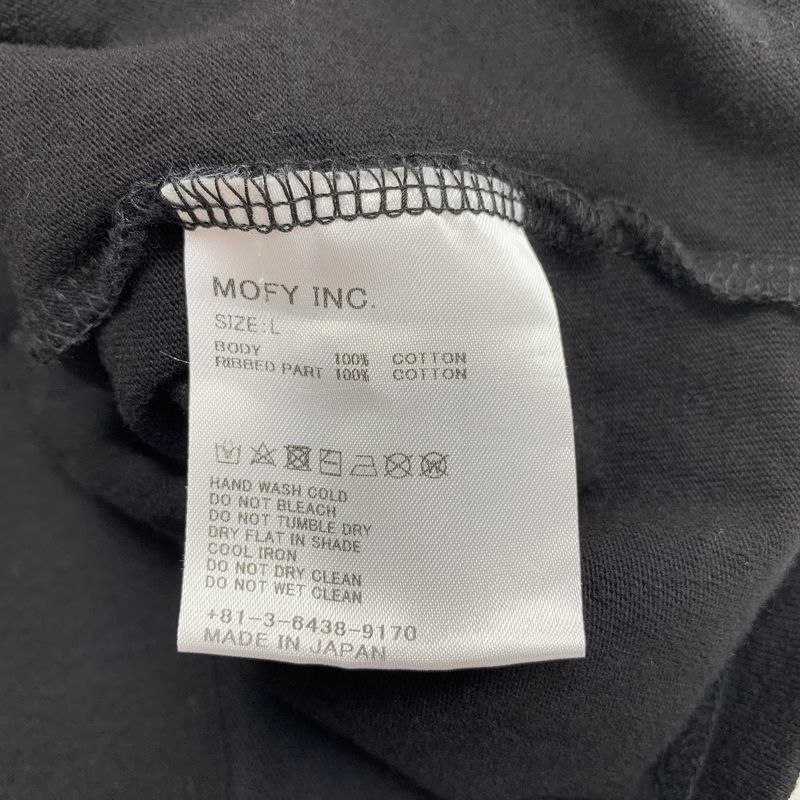 MOFY INC.
SIZE:L
BODY 100% COTTON
RIBBED PART 100% COTTON
HAND WASH COLD
DO NOT BLEACH
DO NOT TUMBLE DRY
DRY FLAT IN SHADE
COOL IRON
DO NOT DRY CLEAN
DO NOT WET CLEAN
+81-3-6438-9170
MADE IN JAPAN